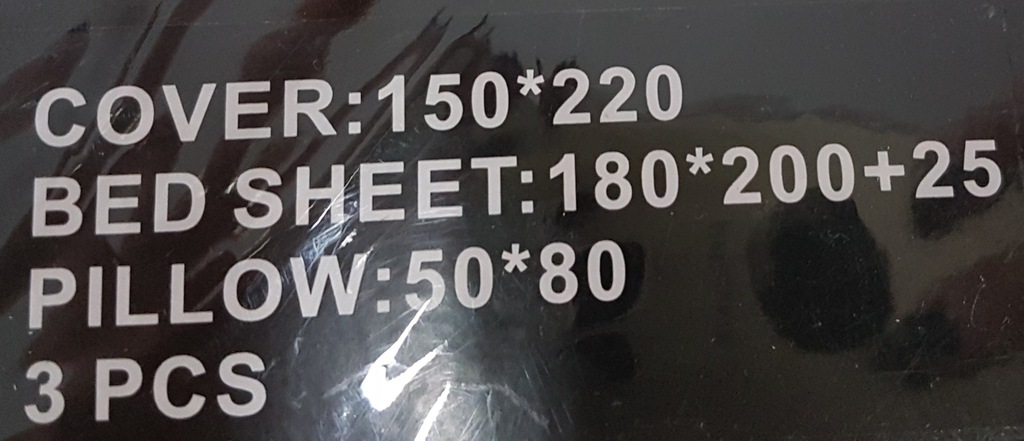 COVER:150*220
BED SHEET:180*200+25
PILLOW:50*80
3 PCS